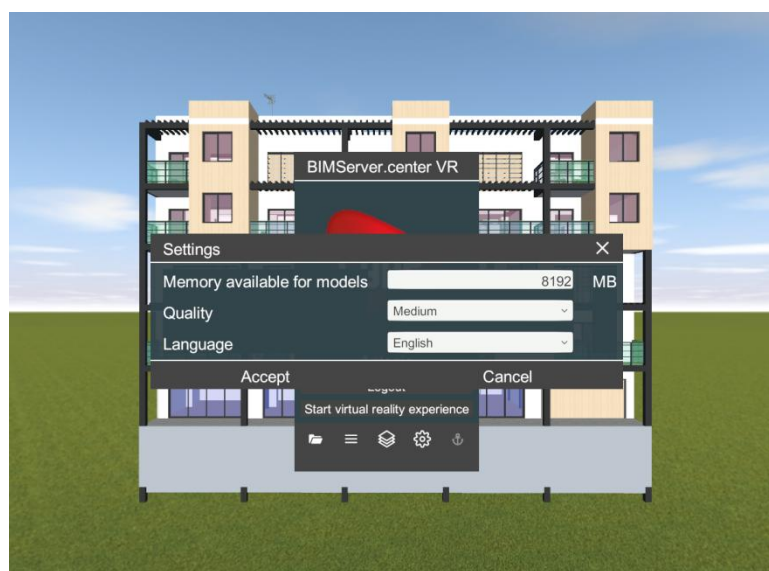 BIMServer.center VR
Settings
Memory available for models 8192 MB
Quality Medium
Language English
Accept Cancel
Logout
Start virtual reality experience